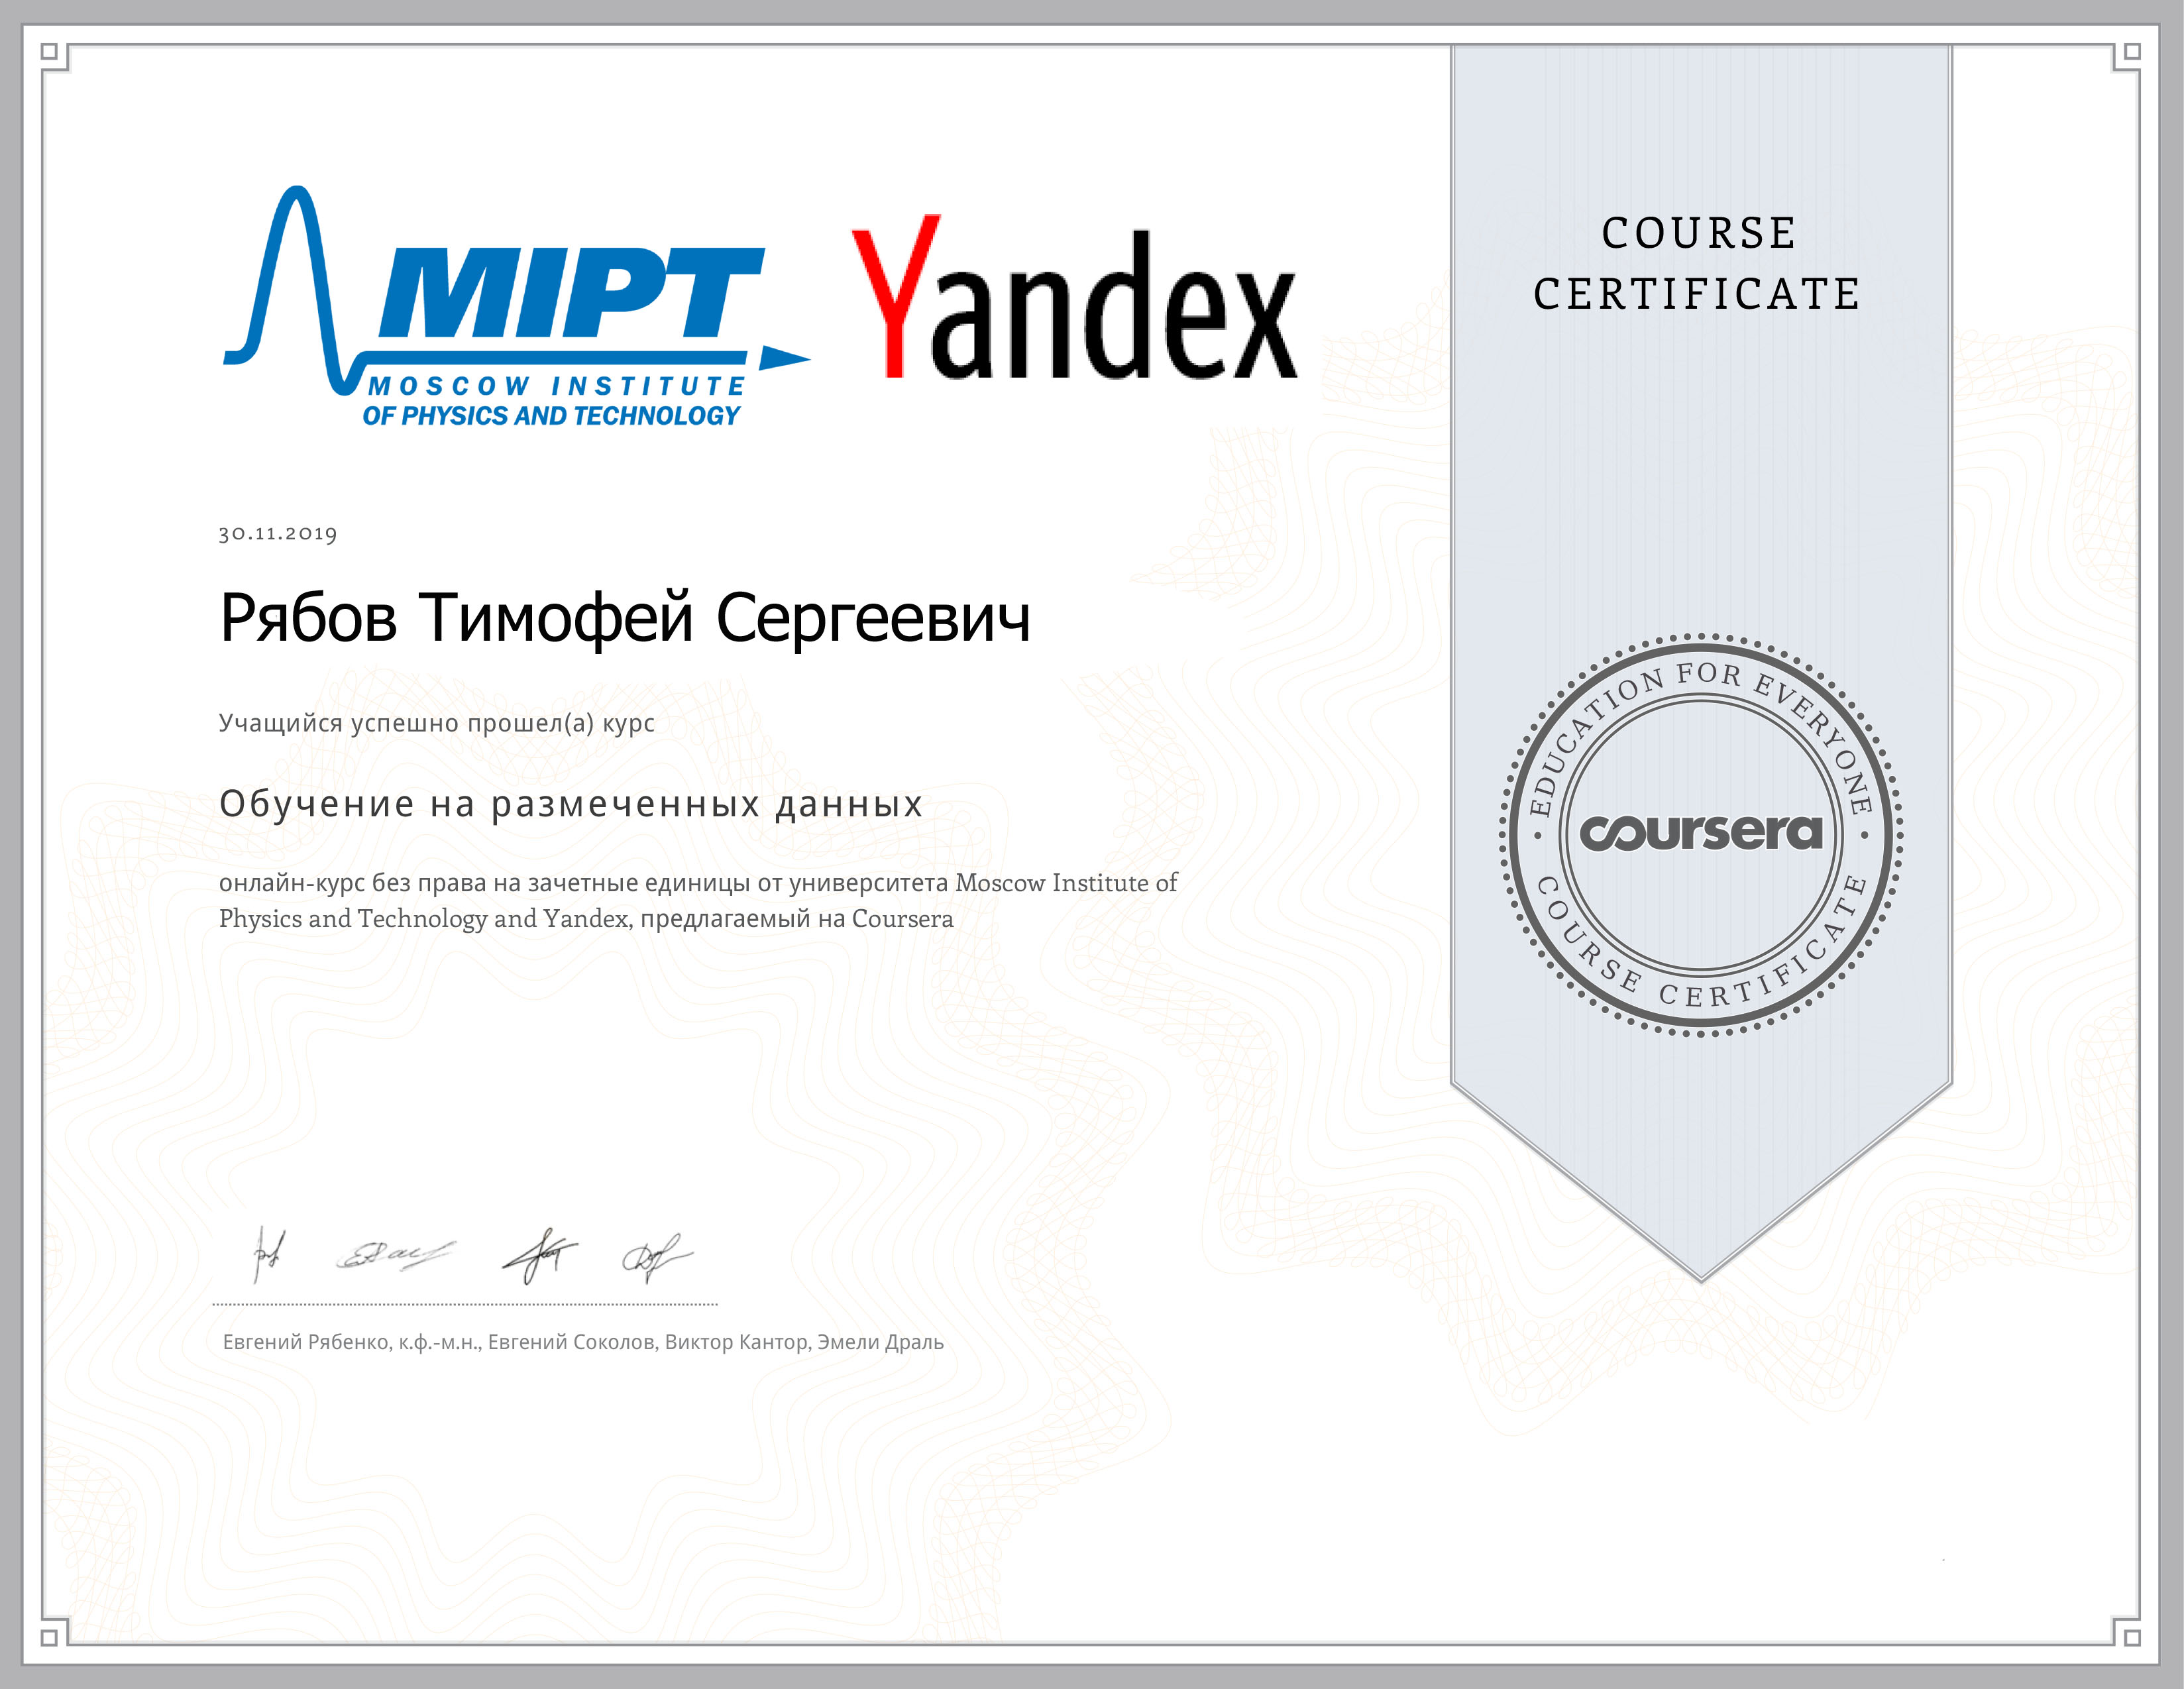 MIPT
MOSCOW INSTITUTE
OF PHYSICS AND TECHNOLOGY
Yandex
COURSE
CERTIFICATE
30.11.2019
Рябов Тимофей Сергеевич
Учащийся успешно прошел(а) курс
Обучение на размеченных данных
онлайн-курс без права на зачетные единицы от университета Moscow Institute of
Physics and Technology and Yandex, предлагаемый на Coursera
EDUCATION FOR EVERYONE
coursera
COURSE CERTIFICATE
Евгений Рябенко, к.ф.-м.н., Евгений Соколов, Виктор Кантор, Эмели Драль